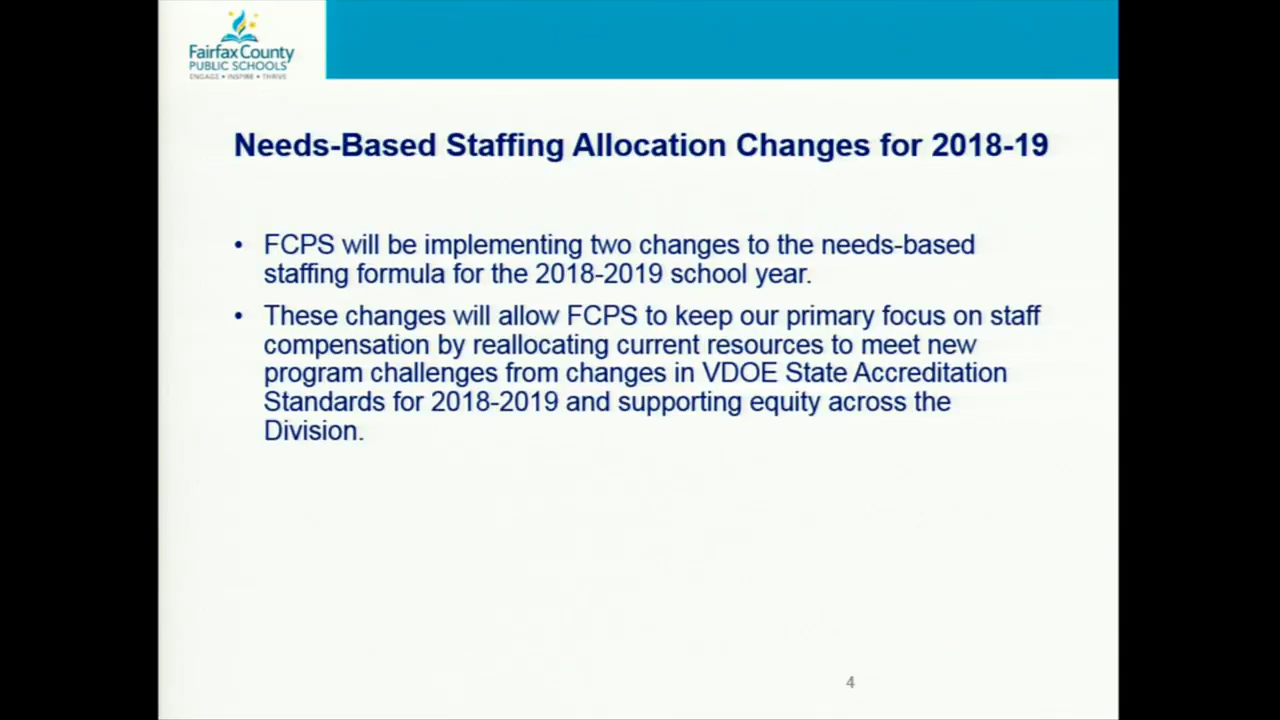 Fairfax County
PUBLIC SCHOOLS
ENGAGE • INSPIRE • THRIVE
Needs-Based Staffing Allocation Changes for 2018-19
• FCPS will be implementing two changes to the needs-based
staffing formula for the 2018-2019 school year.
• These changes will allow FCPS to keep our primary focus on staff
compensation by reallocating current resources to meet new
program challenges from changes in VDOE State Accreditation
Standards for 2018-2019 and supporting equity across the
Division.
4